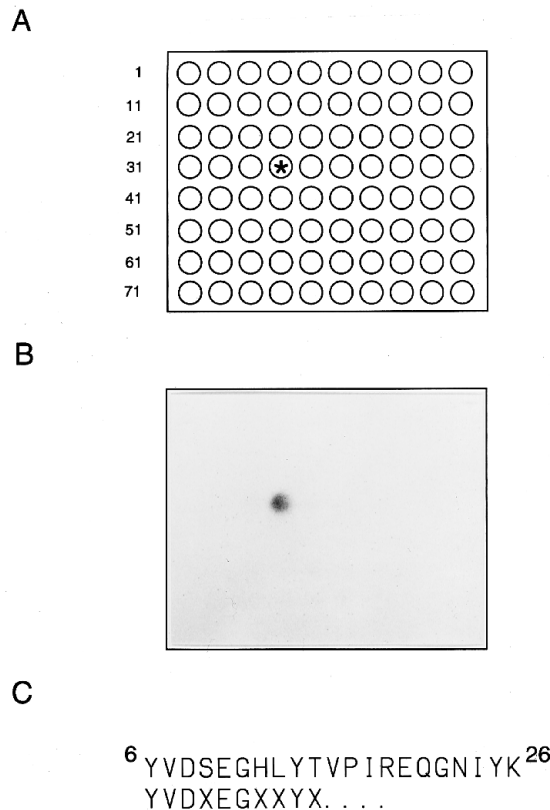 A
1
11
21
31
*
41
51
61
71
B
C
6 YVDSEGHLYTVPIREQGNIYK 26
YVDXEGXXYX....